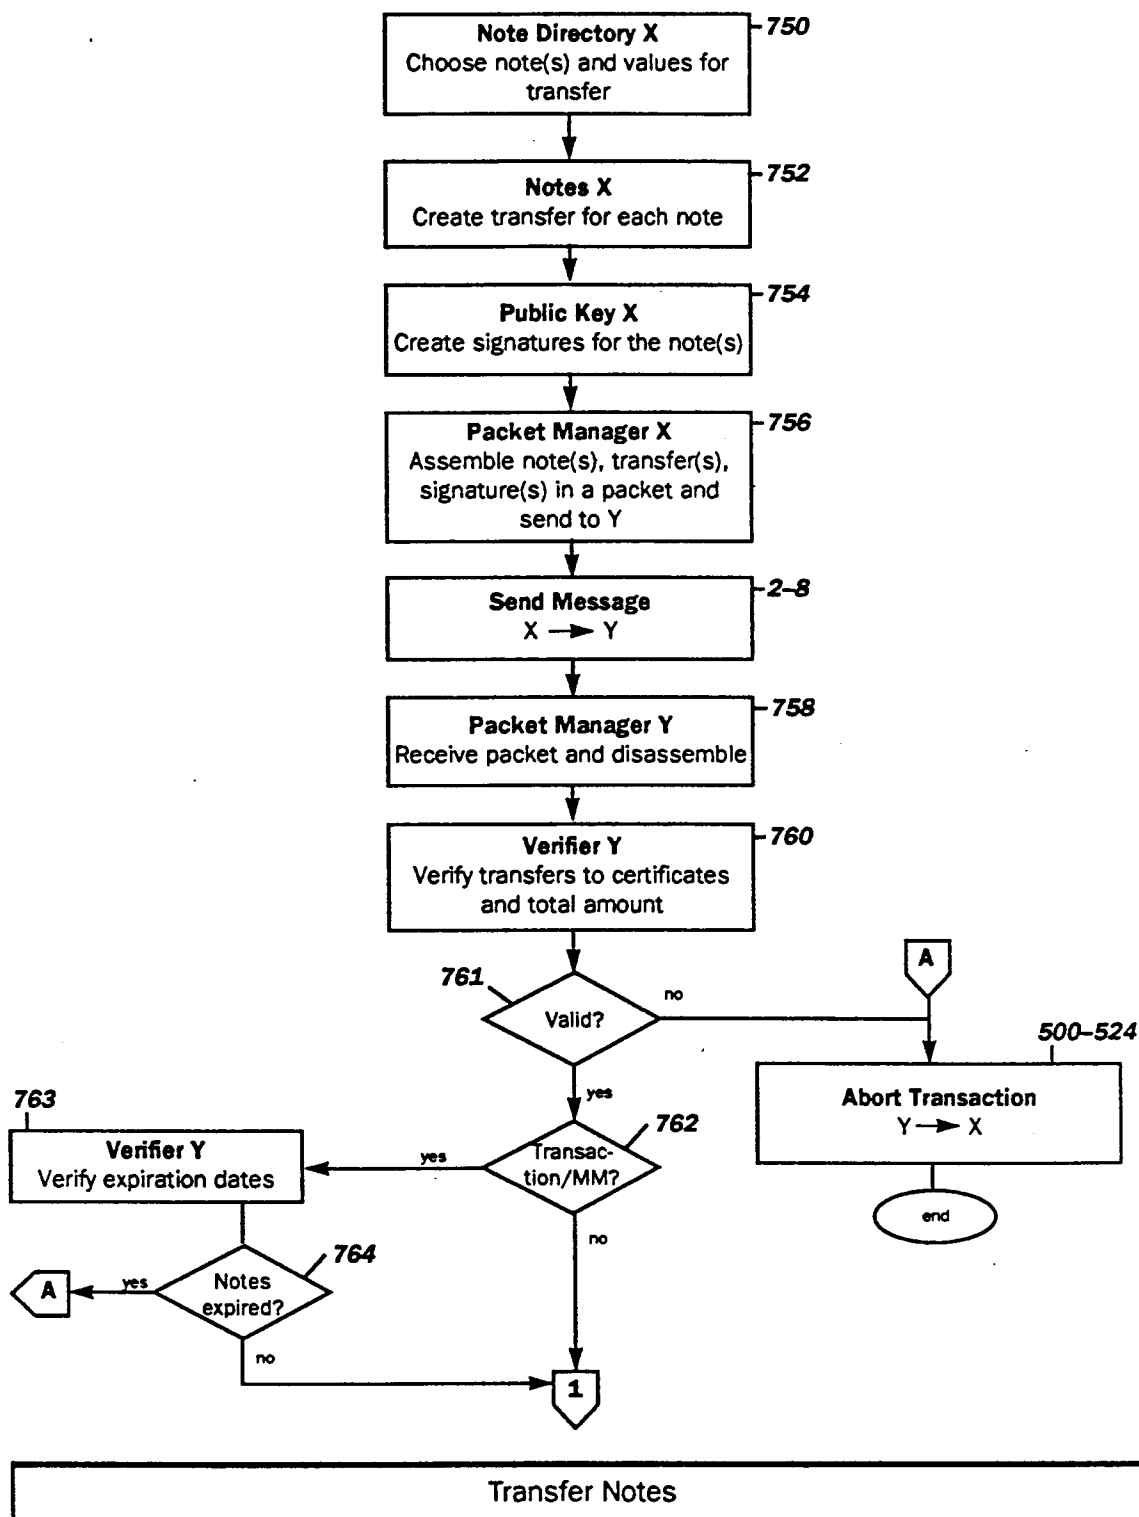 Note Directory X
Choose note(s) and values for
transfer
750
Notes X
Create transfer for each note
752
Public Key X
Create signatures for the note(s)
754
Packet Manager X
Assemble note(s), transfer(s),
signature(s) in a packet and
send to Y
756
Send Message
X → Y
2–8
Packet Manager Y
Receive packet and disassemble
758
Verifier Y
Verify transfers to certificates
and total amount
760
A
761
Valid?
no
yes
500–524
Abort Transaction
Y → X
end
762
Transac-
tion/MM?
yes
no
763
Verifier Y
Verify expiration dates
764
Notes
expired?
yes
A
no
1
Transfer Notes